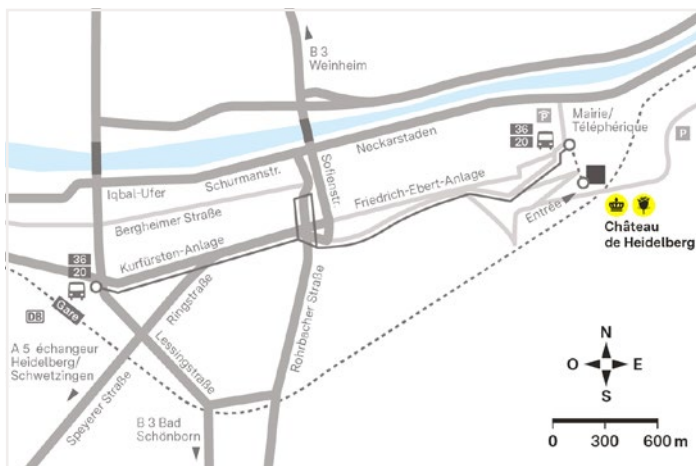 B 3
Weinheim
Mairie/
Téléphérique
P
36
20
P
Neckarstaden
Iqbal-Ufer
Schurmanstr.
Sofienstr.
Friedrich-Ebert-Anlage
Bergheimer Straße
Entrée
Château
de Heidelberg
Kurfürsten-Anlage
36
20
Gare
DB
Ringstraße
Rohrbacher Straße
Lessingstraße
A 5 échangeur
Heidelberg/
Schwetzingen
Speyerer Straße
B 3 Bad
Schönborn
N
O E
S
0 300 600 m